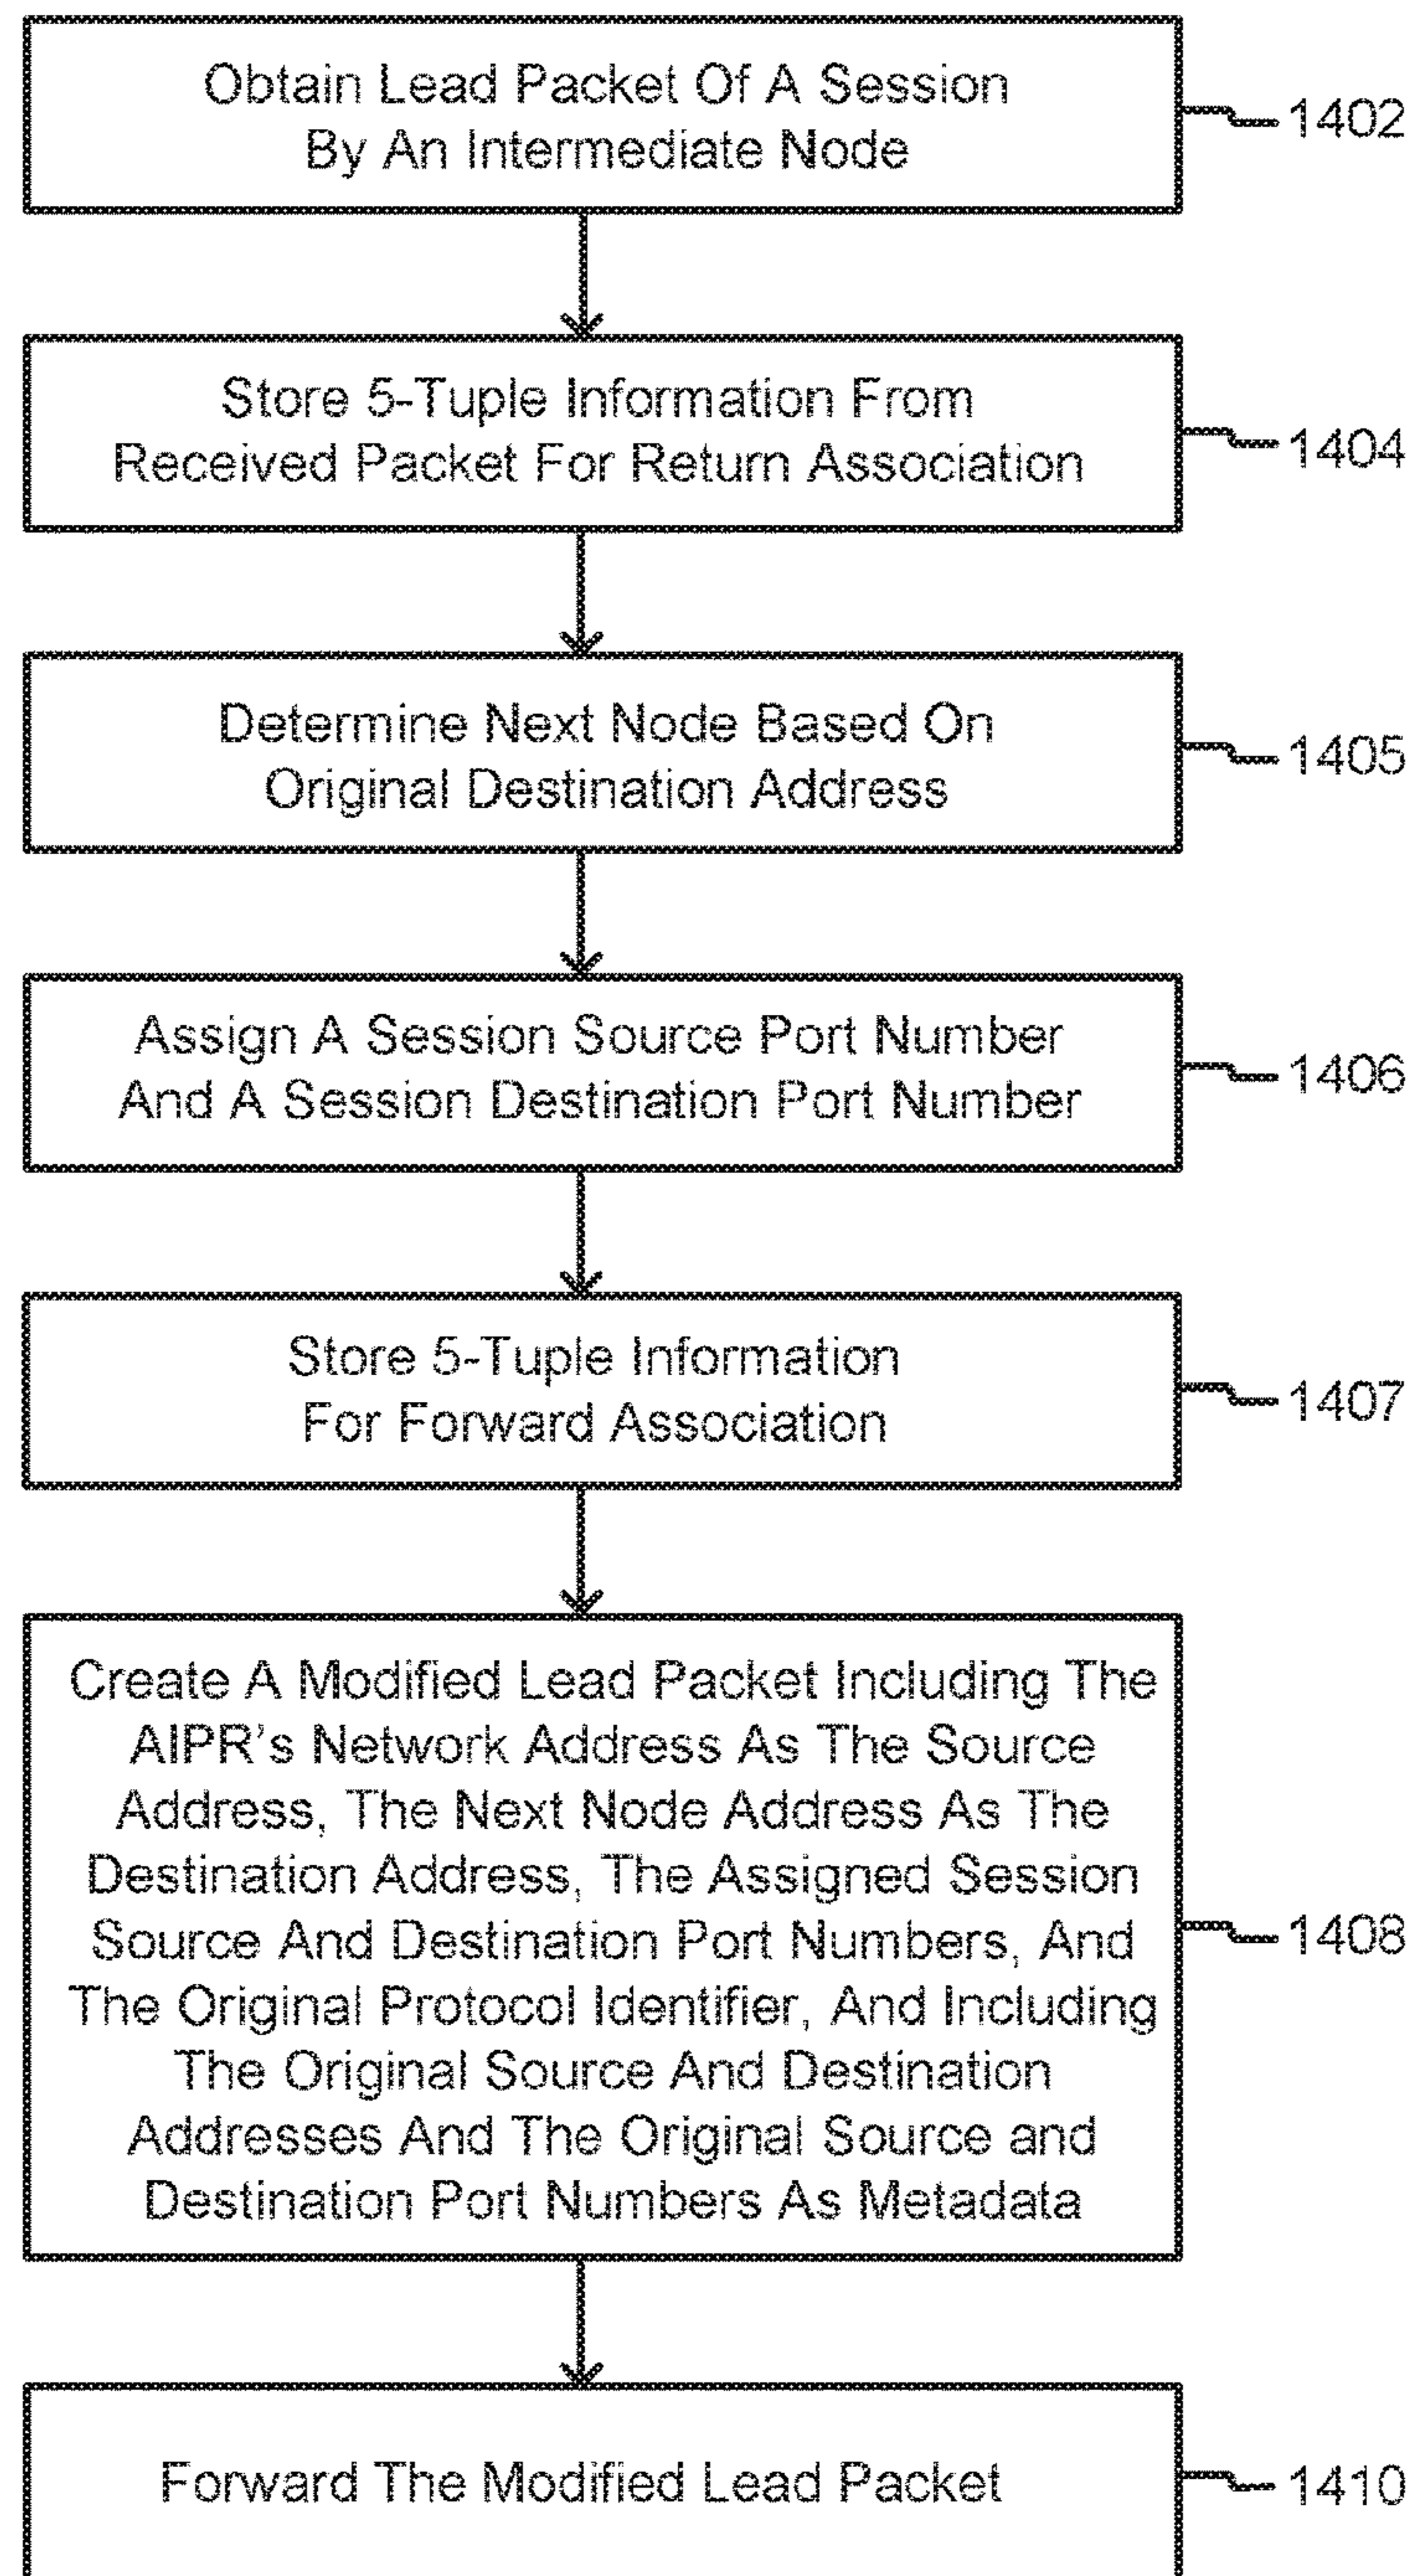 Obtain Lead Packet Of A Session
By An Intermediate Node
1402
Store 5-Tuple Information From
Received Packet For Return Association
1404
Determine Next Node Based On
Original Destination Address
1405
Assign A Session Source Port Number
And A Session Destination Port Number
1406
Store 5-Tuple Information
For Forward Association
1407
Create A Modified Lead Packet Including The
AIPR's Network Address As The Source
Address, The Next Node Address As The
Destination Address, The Assigned Session
Source And Destination Port Numbers, And
The Original Protocol Identifier, And Including
The Original Source And Destination
Addresses And The Original Source and
Destination Port Numbers As Metadata
1408
Forward The Modified Lead Packet
1410